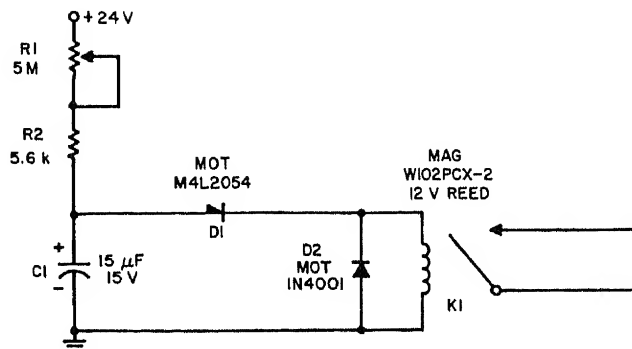 +24V
R1
5M
R2
5.6 k
MOT
M4L2054
D1
MAG
W102PCX-2
12 V REED
+
C1
-
15 μF
15V
D2
MOT
1N4001
K1